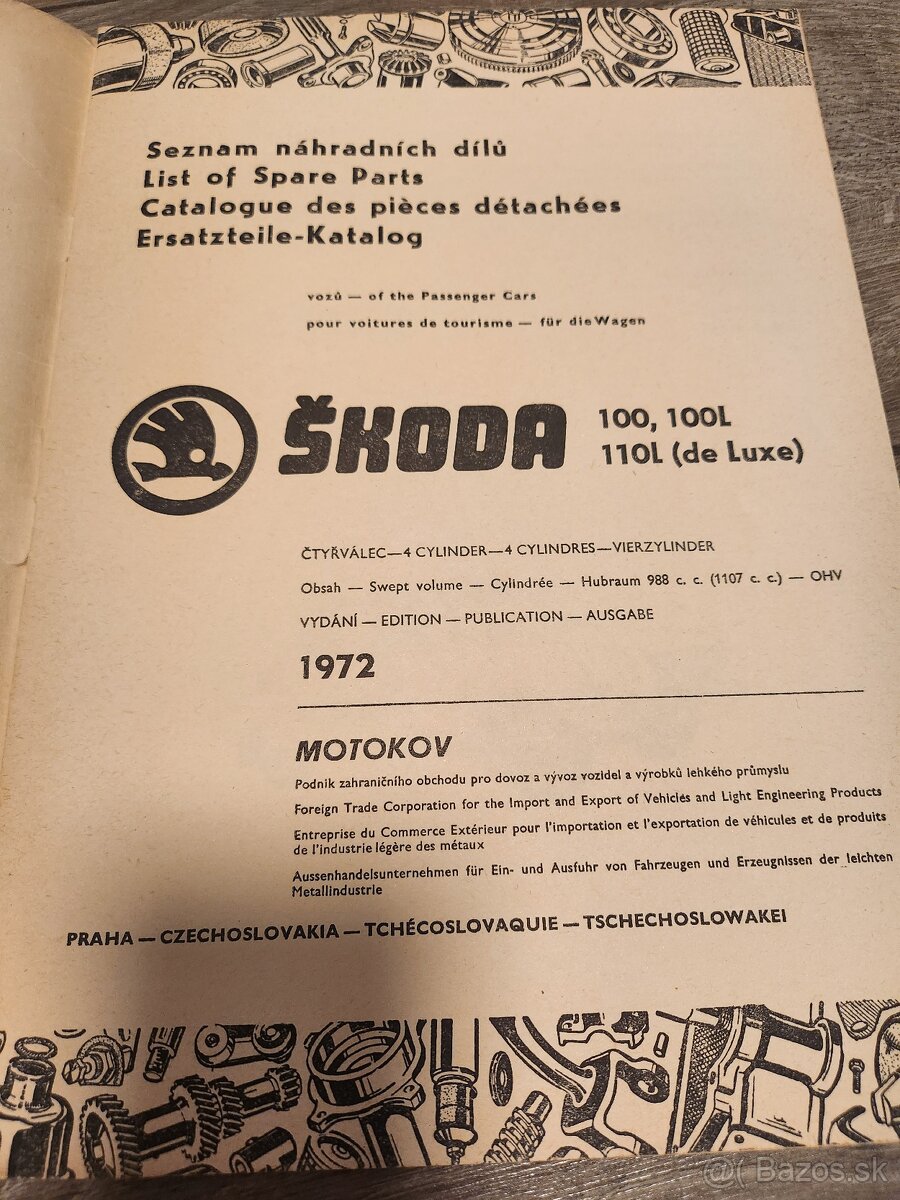 Seznam náhradních dílů
List of Spare Parts
Catalogue des pièces détachées
Ersatzteile-Katalog
vozů — of the Passenger Cars
pour voitures de tourisme — für dieWagen
ŠKODA 100, 100L
110L (de Luxe)
ČTYŘVÁLEC—4 CYLINDER—4 CYLINDRES—VIERZYLINDER
Obsah — Swept volume — Cylindrée — Hubraum 988 c. c. (1107 c. c.) — OHV
VYDÁNÍ — EDITION — PUBLICATION — AUSGABE
1972
MOTOKOV
Podnik zahraničního obchodu pro dovoz a vývoz vozidel a výrobků lehkého průmyslu
Foreign Trade Corporation for the Import and Export of Vehicles and Light Engineering Products
Entreprise du Commerce Extérieur pour l'importation et l'exportation de véhicules et de produits
de l'industrie légère des métaux
Aussenhandelsunternehmen für Ein- und Ausfuhr von Fahrzeugen und Erzeugnissen der leichten
Metallindustrie
PRAHA — CZECHOSLOVAKIA — TCHÉCOSLOVAQUIE — TSCHECHOSLOWAKEI
Bazos.sk